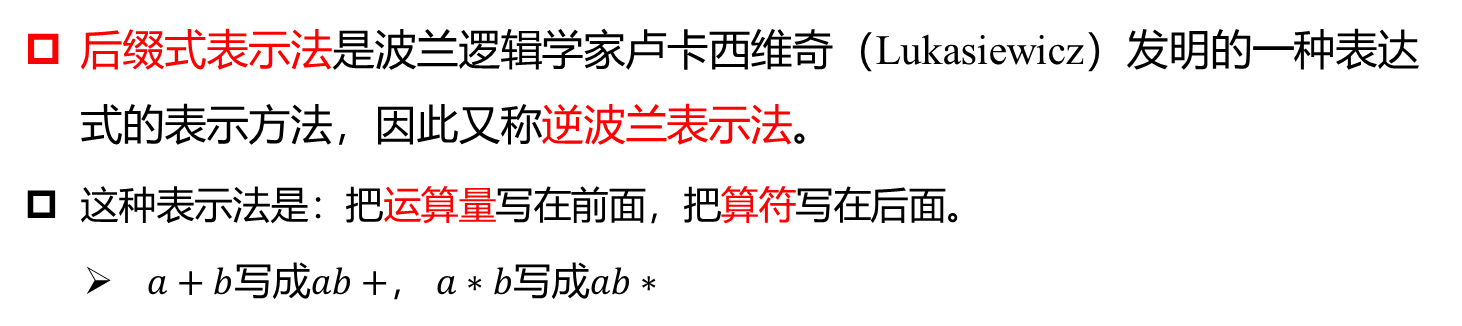 后缀式表示法是波兰逻辑学家卢卡西维奇（Lukasiewicz）发明的一种表达
式的表示方法，因此又称逆波兰表示法。
这种表示法是：把运算量写在前面，把算符写在后面。
a + b写成ab +， a ∗ b写成ab ∗